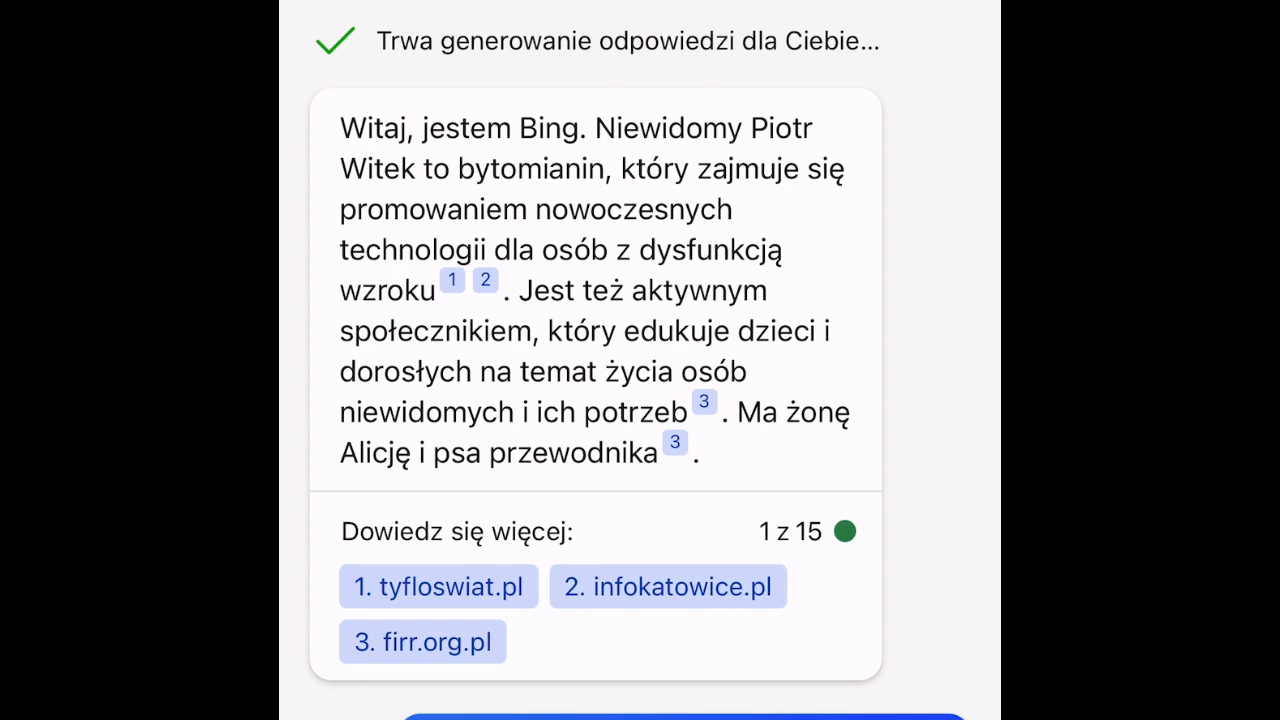 Trwa generowanie odpowiedzi dla Ciebie...
Witaj, jestem Bing. Niewidomy Piotr
Witek to bytomianin, który zajmuje się
promowaniem nowoczesnych
technologii dla osób z dysfunkcją
wzroku 1 2 . Jest też aktywnym
społecznikiem, który edukuje dzieci i
dorosłych na temat życia osób
niewidomych i ich potrzeb 3 . Ma żonę
Alicję i psa przewodnika 3 .
Dowiedz się więcej: 1 z 15
1. tyfloswiat.pl 2. infokatowice.pl
3. firr.org.pl